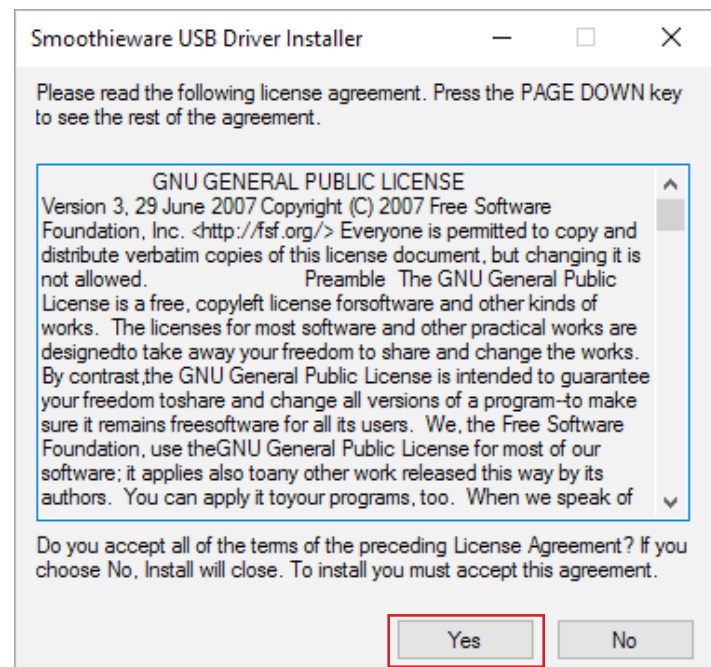 Smoothieware USB Driver Installer
Please read the following license agreement. Press the PAGE DOWN key
to see the rest of the agreement.
GNU GENERAL PUBLIC LICENSE
Version 3, 29 June 2007 Copyright (C) 2007 Free Software
Foundation, Inc. <http://fsf.org/> Everyone is permitted to copy and
distribute verbatim copies of this license document, but changing it is
not allowed. Preamble The GNU General Public
License is a free, copyleft license forsoftware and other kinds of
works. The licenses for most software and other practical works are
designedto take away your freedom to share and change the works.
By contrast,the GNU General Public License is intended to guarantee
your freedom toshare and change all versions of a program--to make
sure it remains freesoftware for all its users. We, the Free Software
Foundation, use theGNU General Public License for most of our
software; it applies also toany other work released this way by its
authors. You can apply it toyour programs, too. When we speak of
Do you accept all of the terms of the preceding License Agreement? If you
choose No, Install will close. To install you must accept this agreement.
Yes No